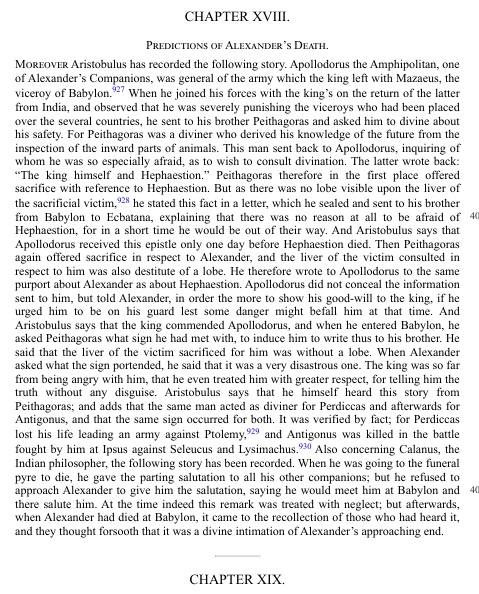 CHAPTER XVIII.
Predictions of Alexander's Death.
Moreover Aristobulus has recorded the following story. Apollodorus the Amphipolitan, one
of Alexander's Companions, was general of the army which the king left with Mazaeus, the
viceroy of Babylon.927 When he joined his forces with the king's on the return of the latter
from India, and observed that he was severely punishing the viceroys who had been placed
over the several countries, he sent to his brother Peithagoras and asked him to divine about
his safety. For Peithagoras was a diviner who derived his knowledge of the future from the
inspection of the inward parts of animals. This man sent back to Apollodorus, inquiring of
whom he was so especially afraid, as to wish to consult divination. The latter wrote back:
"The king himself and Hephaestion." Peithagoras therefore in the first place offered
sacrifice with reference to Hephaestion. But as there was no lobe visible upon the liver of
the sacrificial victim,928 he stated this fact in a letter, which he sealed and sent to his brother
from Babylon to Ecbatana, explaining that there was no reason at all to be afraid of 40
Hephaestion, for in a short time he would be out of their way. And Aristobulus says that
Apollodorus received this epistle only one day before Hephaestion died. Then Peithagoras
again offered sacrifice in respect to Alexander, and the liver of the victim consulted in
respect to him was also destitute of a lobe. He therefore wrote to Apollodorus to the same
purport about Alexander as about Hephaestion. Apollodorus did not conceal the information
sent to him, but told Alexander, in order the more to show his good-will to the king, if he
urged him to be on his guard lest some danger might befall him at that time. And
Aristobulus says that the king commended Apollodorus, and when he entered Babylon, he
asked Peithagoras what sign he had met with, to induce him to write thus to his brother. He
said that the liver of the victim sacrificed for him was without a lobe. When Alexander
asked what the sign portended, he said that it was a very disastrous one. The king was so far
from being angry with him, that he even treated him with greater respect, for telling him the
truth without any disguise. Aristobulus says that he himself heard this story from
Peithagoras; and adds that the same man acted as diviner for Perdiccas and afterwards for
Antigonus, and that the same sign occurred for both. It was verified by fact; for Perdiccas
lost his life leading an army against Ptolemy,929 and Antigonus was killed in the battle
fought by him at Ipsus against Seleucus and Lysimachus.930 Also concerning Calanus, the
Indian philosopher, the following story has been recorded. When he was going to the funeral
pyre to die, he gave the parting salutation to all his other companions; but he refused to
approach Alexander to give him the salutation, saying he would meet him at Babylon and 40
there salute him. At the time indeed this remark was treated with neglect; but afterwards,
when Alexander had died at Babylon, it came to the recollection of those who had heard it,
and they thought forsooth that it was a divine intimation of Alexander's approaching end.
CHAPTER XIX.